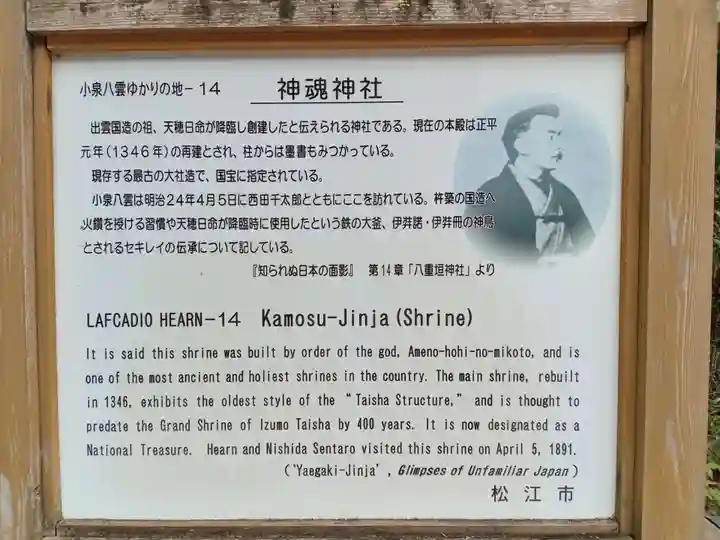 小泉八雲ゆかりの地－14 神魂神社
出雲国造の祖、天穂日命が降臨し創建したと伝えられる神社である。現在の本殿は正平
元年(1346年)の再建とされ、柱からは墨書もみつかっている。
現存する最古の大社造で、国宝に指定されている。
小泉八雲は明治24年4月5日に西田千太郎とともにここを訪れている。杵築の国造へ
火鑽を授ける習慣や天穂日命が降臨時に使用したという鉄の大釜、伊弉諾・伊弉冊の神鳥
とされるセキレイの伝承について記している。
『知られぬ日本の面影』 第14章「八重垣神社」より
LAFCADIO HEARN－14 Kamosu-Jinja(Shrine)
It is said this shrine was built by order of the god, Ameno-hohi-no-mikoto, and is
one of the most ancient and holiest shrines in the country. The main shrine, rebuilt
in 1346, exhibits the oldest style of the “Taisha Structure,” and is thought to
predate the Grand Shrine of Izumo Taisha by 400 years. It is now designated as a
National Treasure. Hearn and Nishida Sentaro visited this shrine on April 5, 1891.
('Yaegaki-Jinja', Glimpses of Unfamiliar Japan)
松江市